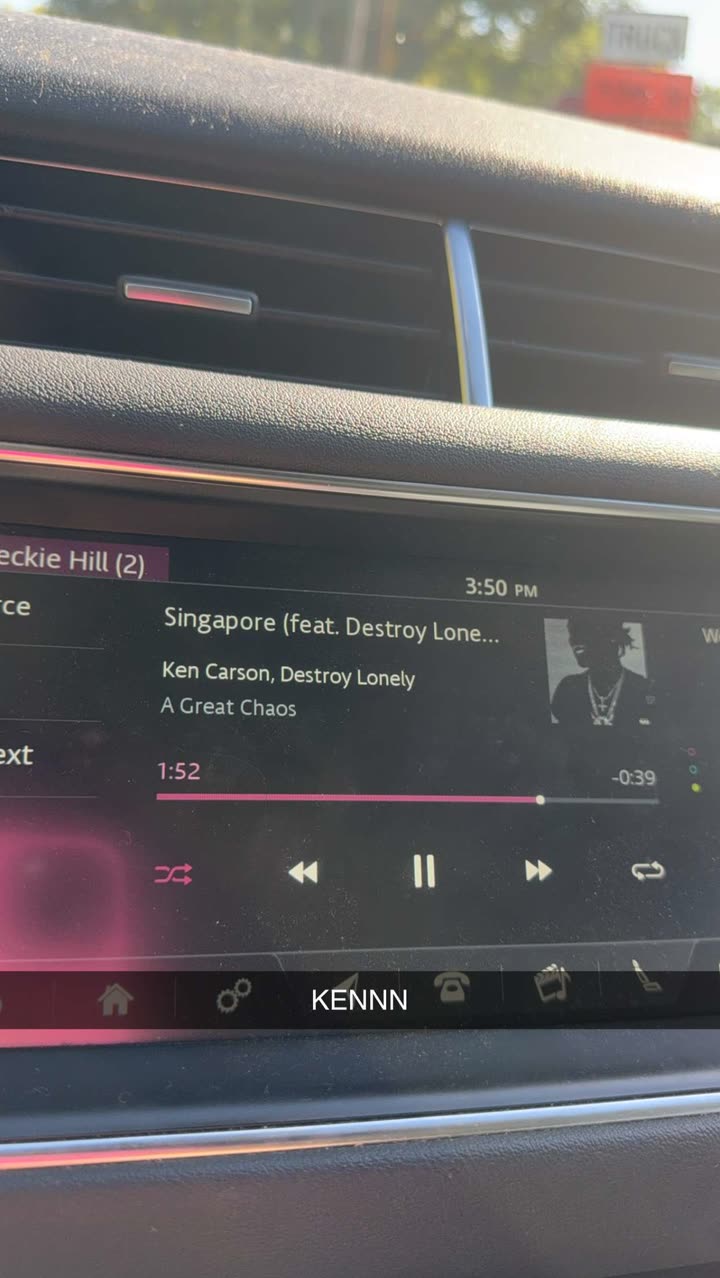 TRUCK
eckie Hill (2)
3:50 PM
rce
Singapore (feat. Destroy Lone...
W
Ken Carson, Destroy Lonely
A Great Chaos
ext
1:52
-0:39
KENNN